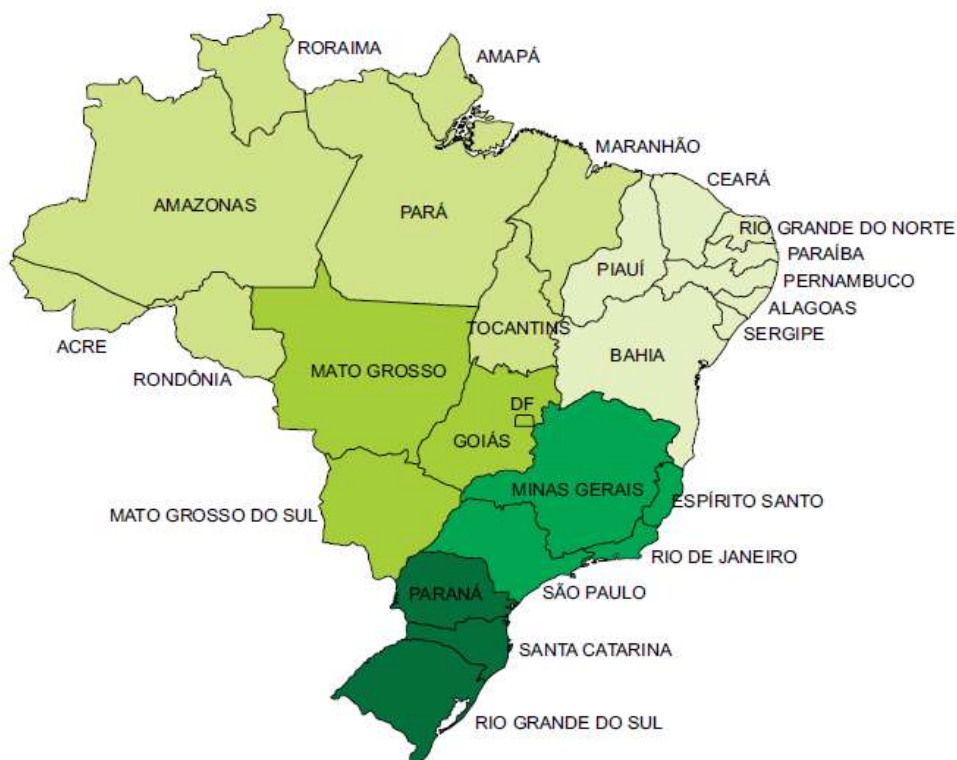 RORAIMA
AMAPÁ
MARANHÃO
CEARÁ
AMAZONAS
PARÁ
RIO GRANDE DO NORTE
PARAÍBA
PIAUÍ
PERNAMBUCO
ALAGOAS
TOCANTINS
SERGIPE
ACRE
BAHIA
MATO GROSSO
RONDÔNIA
DF
GOIÁS
MINAS GERAIS
ESPÍRITO SANTO
MATO GROSSO DO SUL
RIO DE JANEIRO
PARANÁ
SÃO PAULO
SANTA CATARINA
RIO GRANDE DO SUL